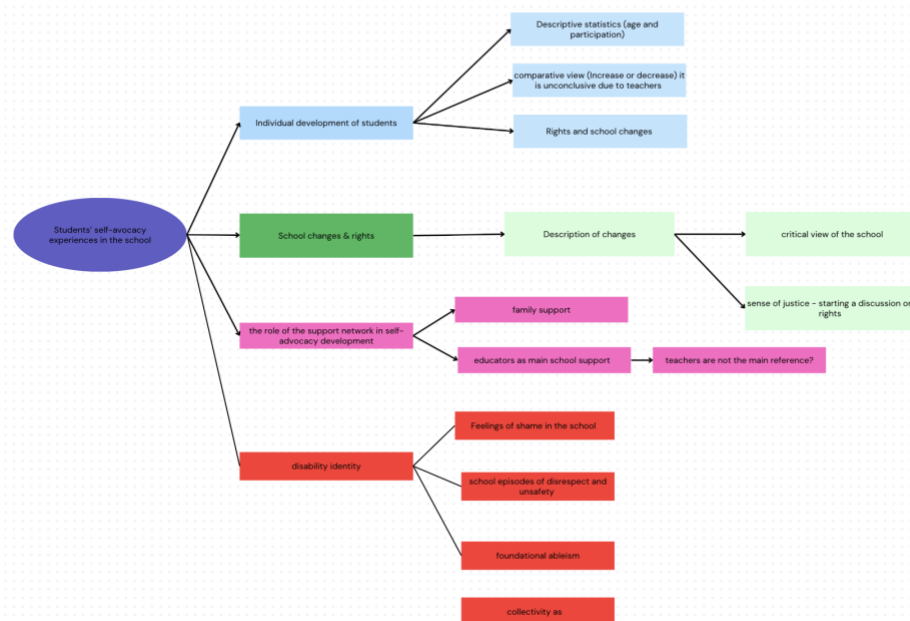 Descriptive statistics (age and
participation)
comparative view (Increase or decrease) it
is unconclusive due to teachers
Individual development of students
Rights and school changes
Students' self-avocacy
experiences in the school
School changes & rights
Description of changes
critical view of the school
sense of justice - starting a discussion on
rights
the role of the support network in self-
advocacy development
family support
educators as main school support
teachers are not the main reference?
disability identity
Feelings of shame in the school
school episodes of disrespect and
unsafety
foundational ableism
collectivity as